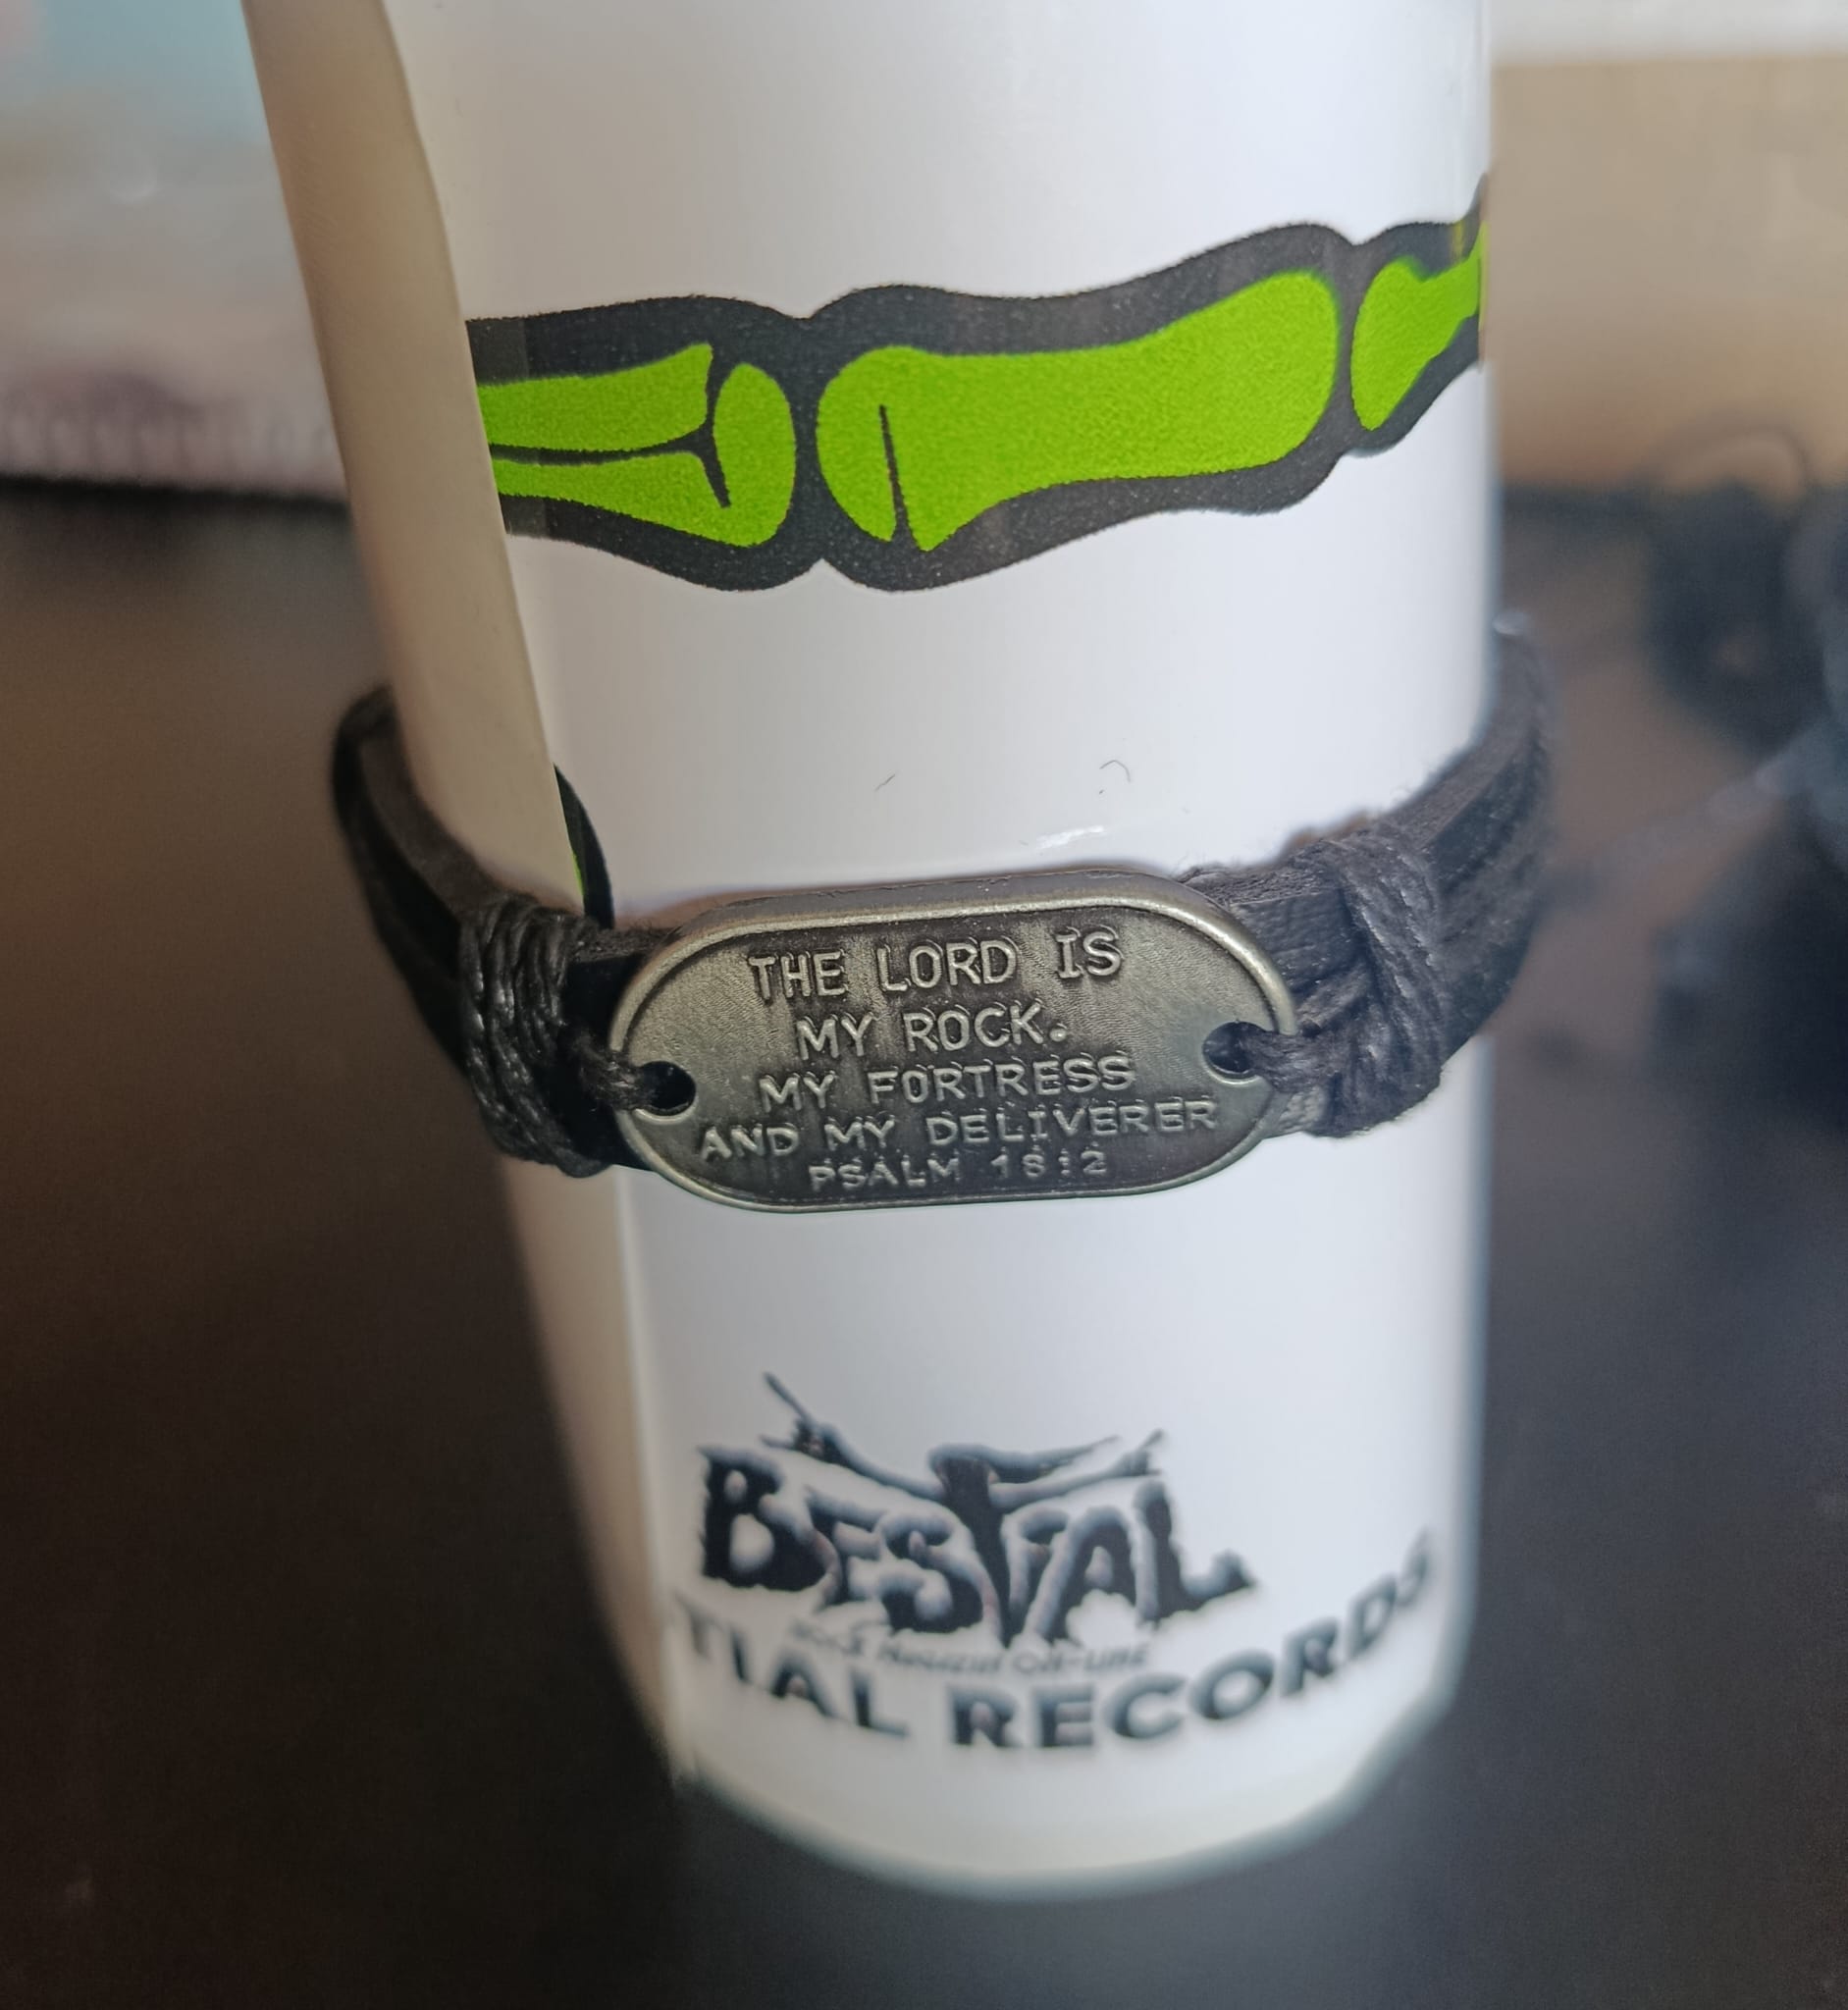 THE LORD IS
MY ROCK.
MY FORTRESS
AND MY DELIVERER
PSALM 18:2
BESTIAL
TIAL RECORDS